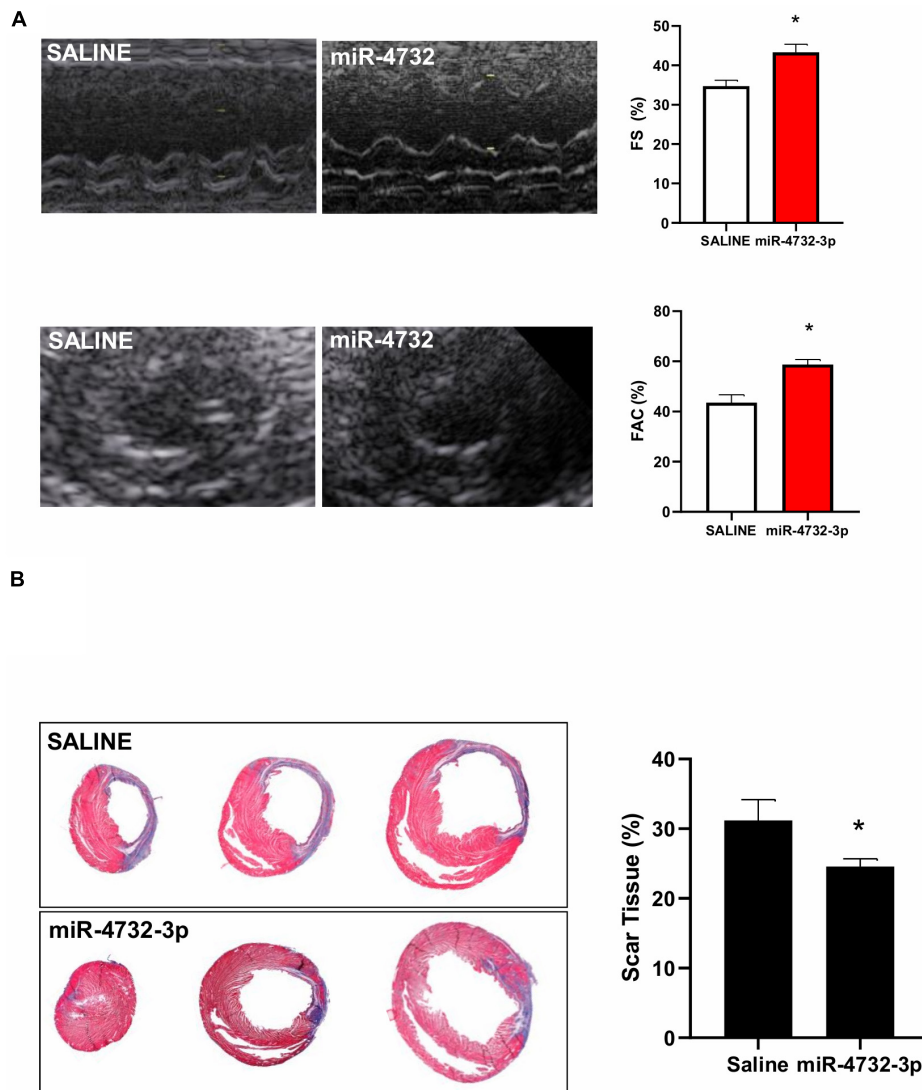 A
SALINE
miR-4732
FS (%)
50
40
30
20
10
0
*
SALINE miR-4732-3p
SALINE
miR-4732
FAC (%)
80
60
40
60
0
*
SALINE miR-4732-3p
B
SALINE
miR-4732-3p
Scar Tissue (%)
40
30
20
10
0
*
Saline miR-4732-3p